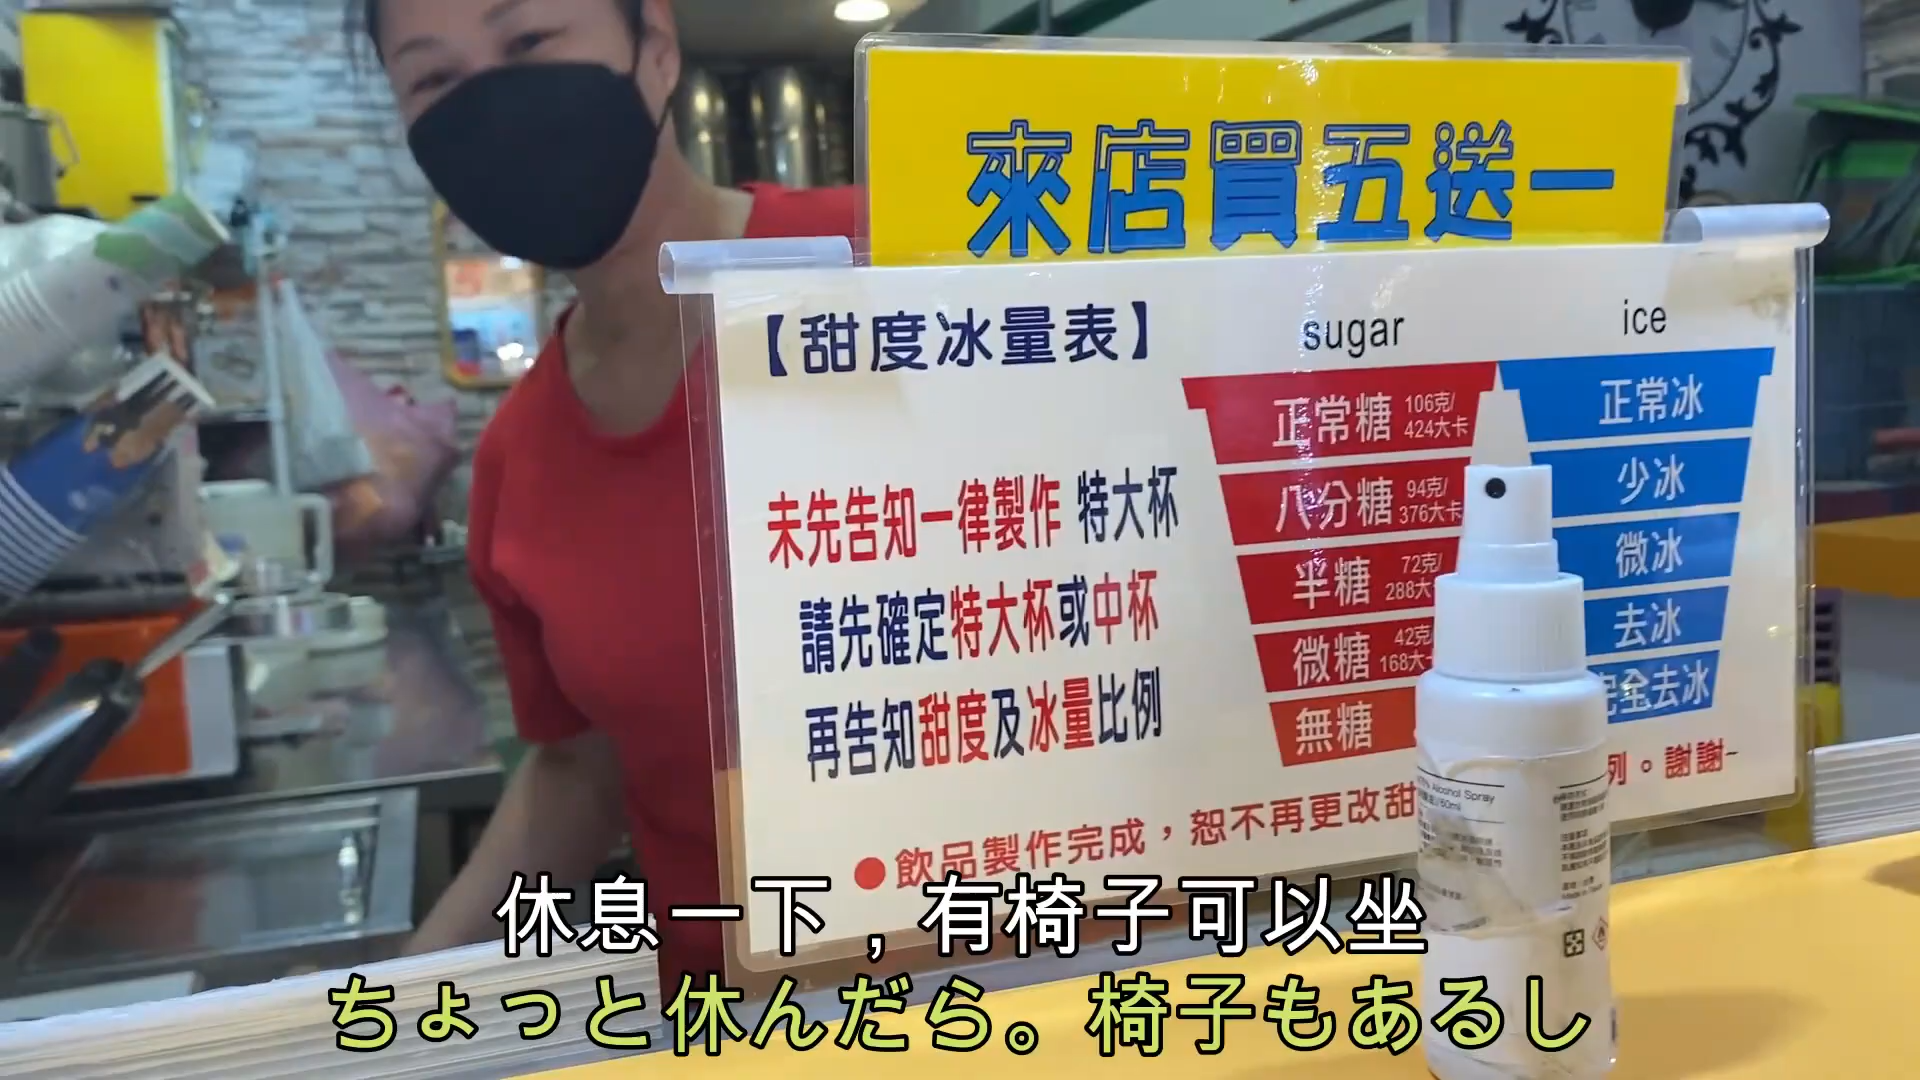 來店買五送一
【甜度冰量表】
sugar
ice
正常糖 106克/
424大卡
八分糖 94克/
376大卡
半糖 72克/
288大
微糖 42克
168大
無糖
正常冰
少冰
微冰
去冰
完全去冰
未先告知一律製作 特大杯
請先確定特大杯或中杯
再告知甜度及冰量比例
●飲品製作完成，恕不再更改甜
列。謝謝~
Alcohol Spray
/60ml
休息一下，有椅子可以坐
ちょっと休んだら。椅子もあるし